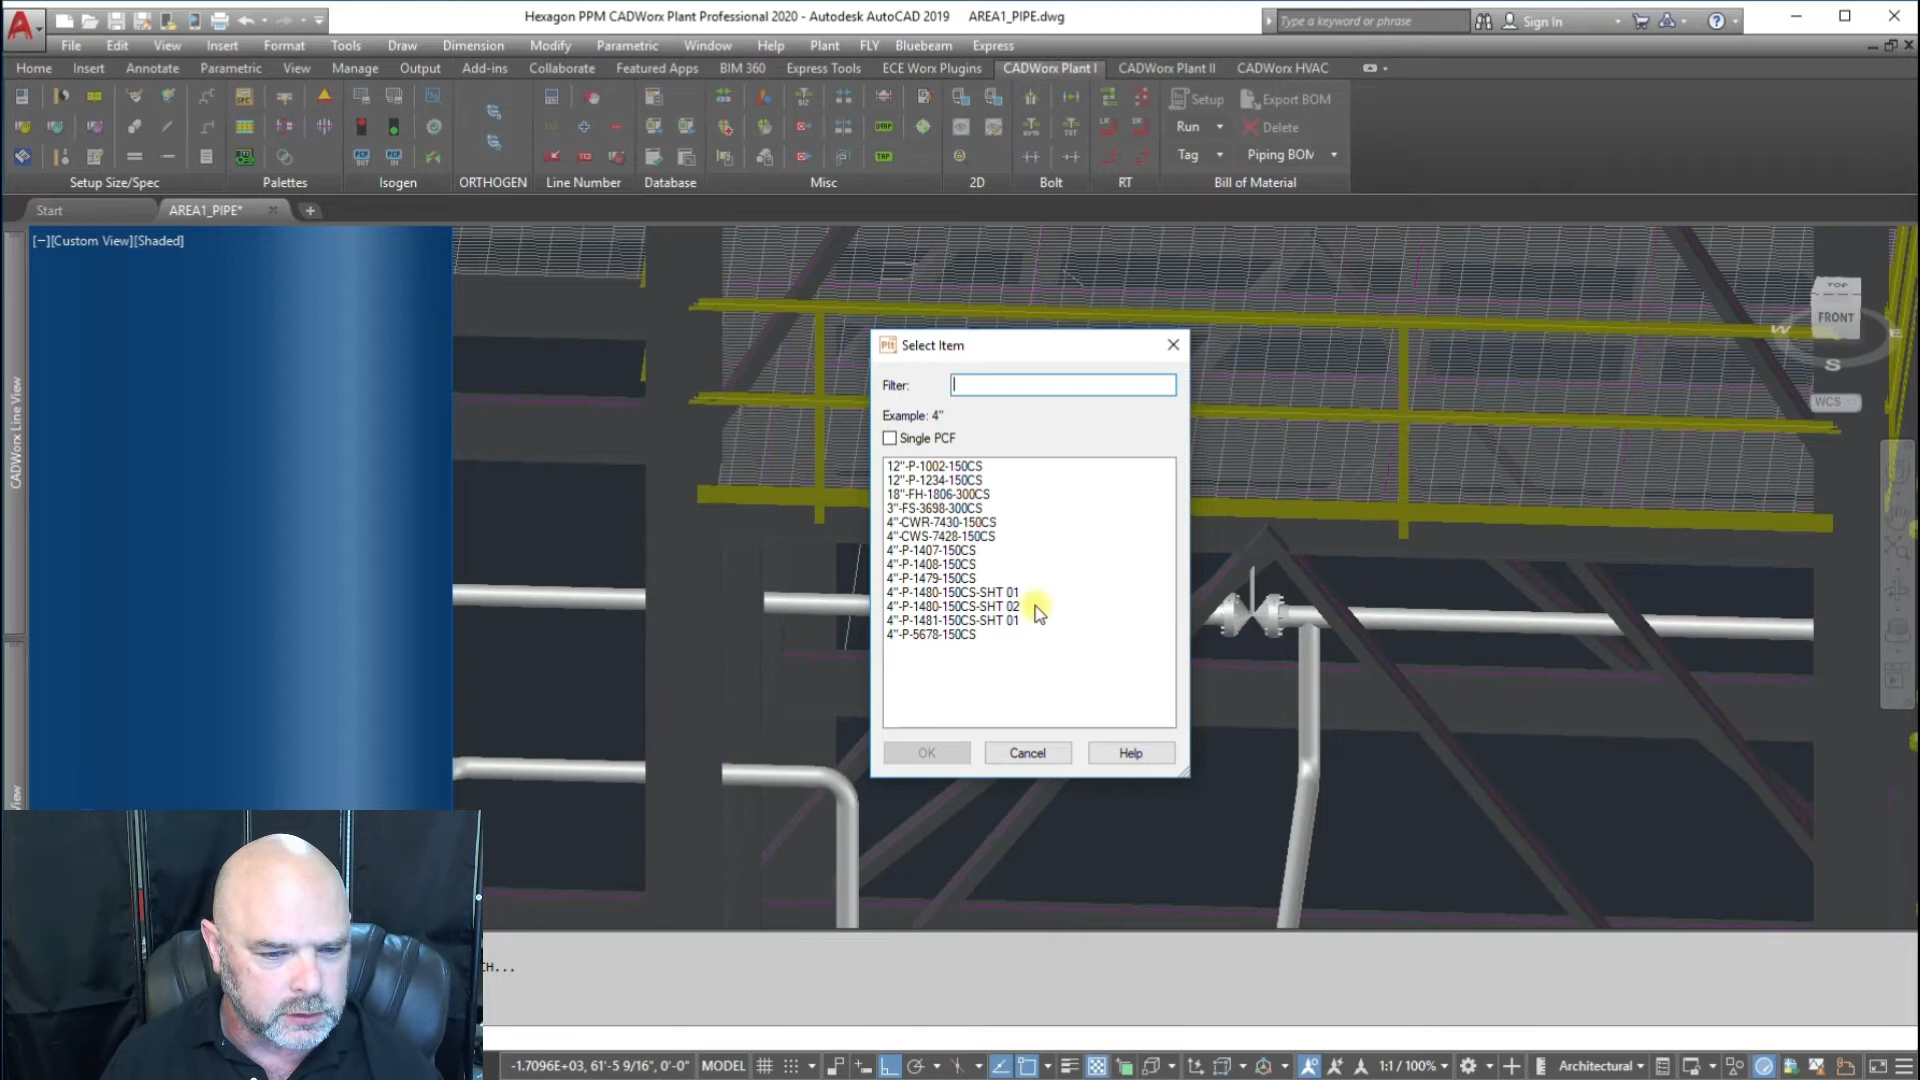 Hexagon PPM CADWorx Plant Professional 2020 - Autodesk AutoCAD 2019 AREA1_PIPE.dwg
Type a keyword or phrase
Sign In
File Edit View Insert Format Tools Draw Dimension Modify Parametric Window Help Plant FLY Bluebeam Express
Home Insert Annotate Parametric View Manage Output Add-ins Collaborate Featured Apps BIM 360 Express Tools ECE Worx Plugins CADWorx Plant I CADWorx Plant II CADWorx HVAC
Setup Export BOM
Run Delete
Tag Piping BOM
Setup Size/Spec Palettes Isogen ORTHOGEN Line Number Database Misc 2D Bolt RT Bill of Material
Start AREA1_PIPE*
[−][Custom View][Shaded]
CADWorx Line View
TOP
FRONT
W
E
S
WCS
Select Item
Filter:
Example: 4"
Single PCF
12"-P-1002-150CS
12"-P-1234-150CS
18"-FH-1806-300CS
3"-FS-3698-300CS
4"-CWR-7430-150CS
4"-CWS-7428-150CS
4"-P-1407-150CS
4"-P-1408-150CS
4"-P-1479-150CS
4"-P-1480-150CS-SHT 01
4"-P-1480-150CS-SHT 02
4"-P-1481-150CS-SHT 01
4"-P-5678-150CS
OK Cancel Help
CH...
-1.7096E+03, 61'-5 9/16", 0'-0" MODEL 1:1 / 100% Architectural